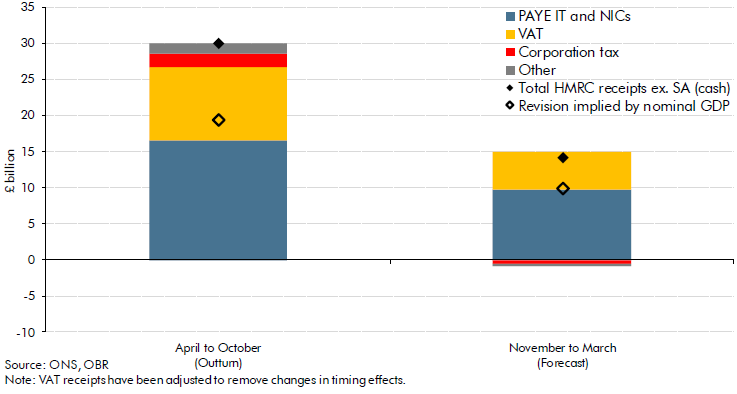 35
30
25
20
15
10
5
0
-5
-10
£ billion
PAYE IT and NICs
VAT
Corporation tax
Other
Total HMRC receipts ex. SA (cash)
Revision implied by nominal GDP
April to October
(Outturn)
November to March
(Forecast)
Source: ONS, OBR
Note: VAT receipts have been adjusted to remove changes in timing effects.